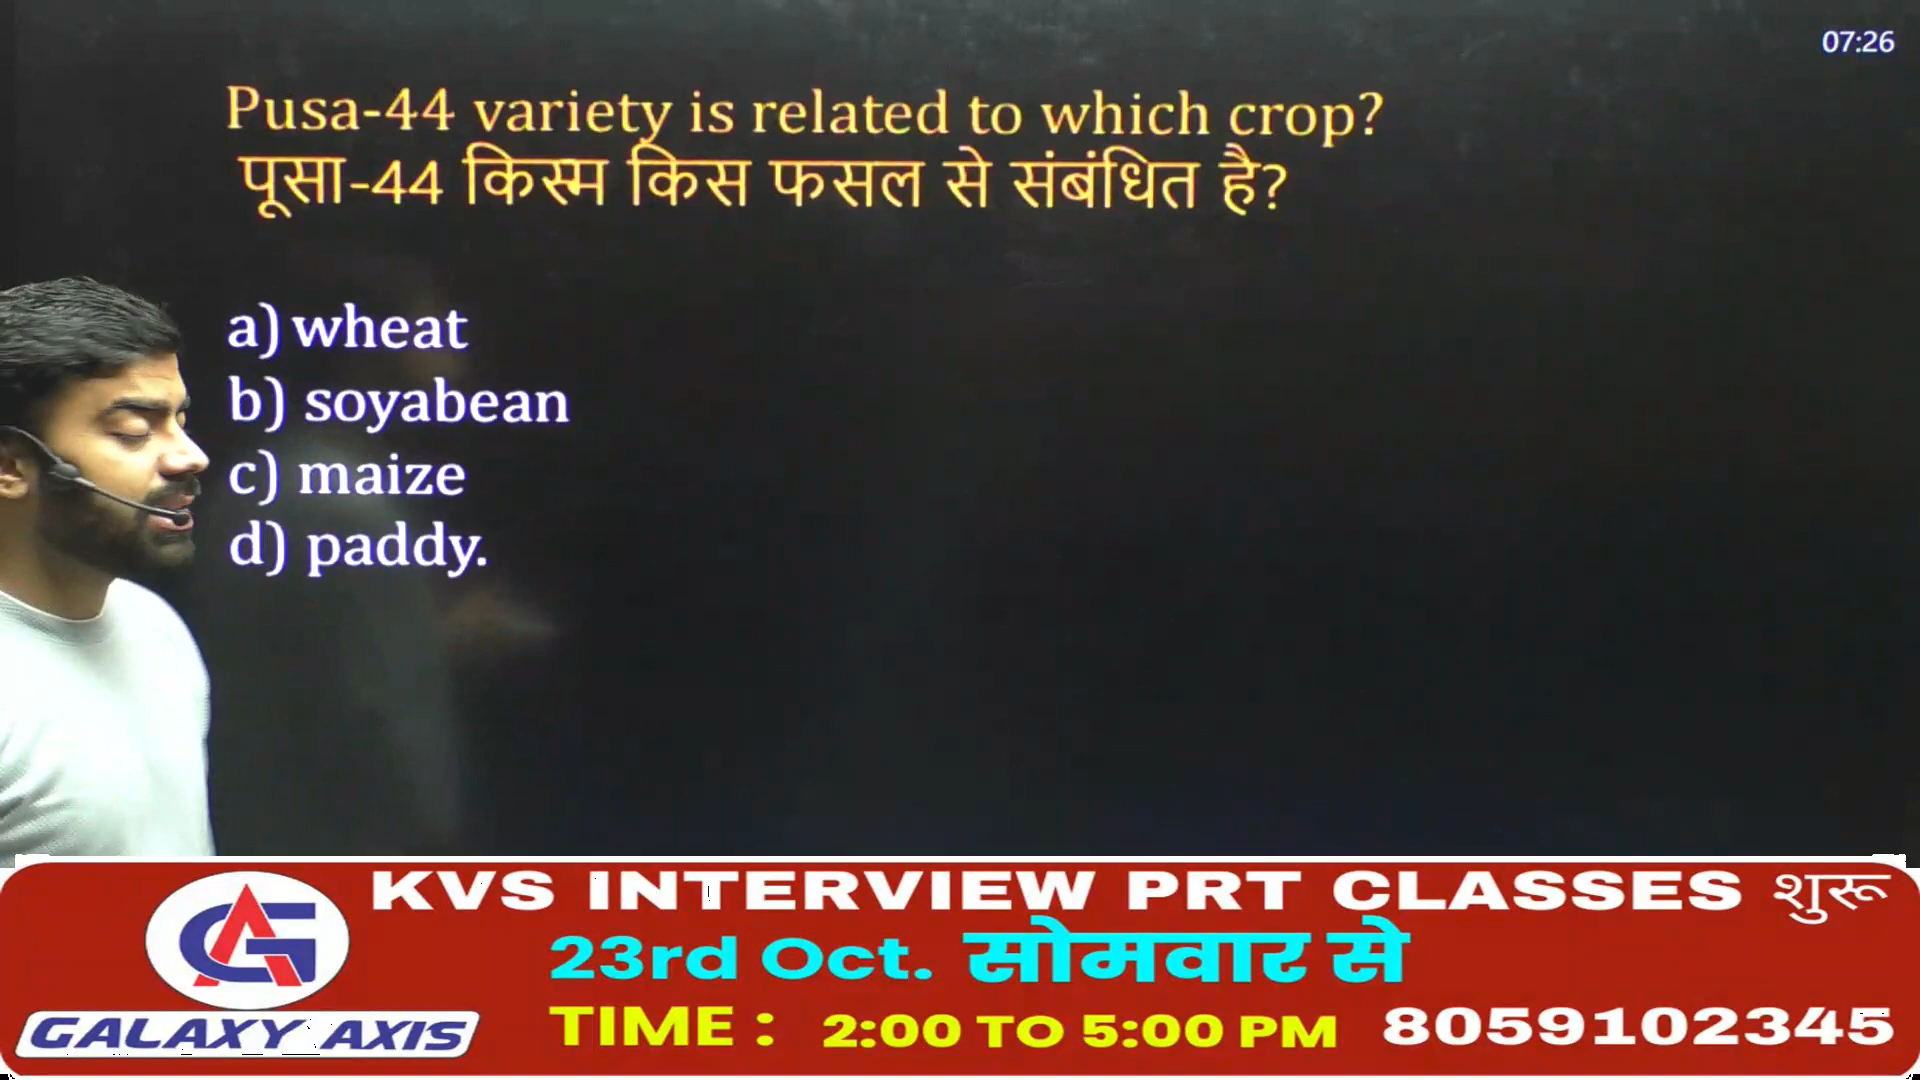 07:26
Pusa-44 variety is related to which crop?
पूसा-44 किस्म किस फसल से संबंधित है?
a) wheat
b) soyabean
c) maize
d) paddy.
KVS INTERVIEW PRT CLASSES शुरू
23rd Oct. सोमवार से
TIME : 2:00 TO 5:00 PM 8059102345
AG
GALAXY AXIS